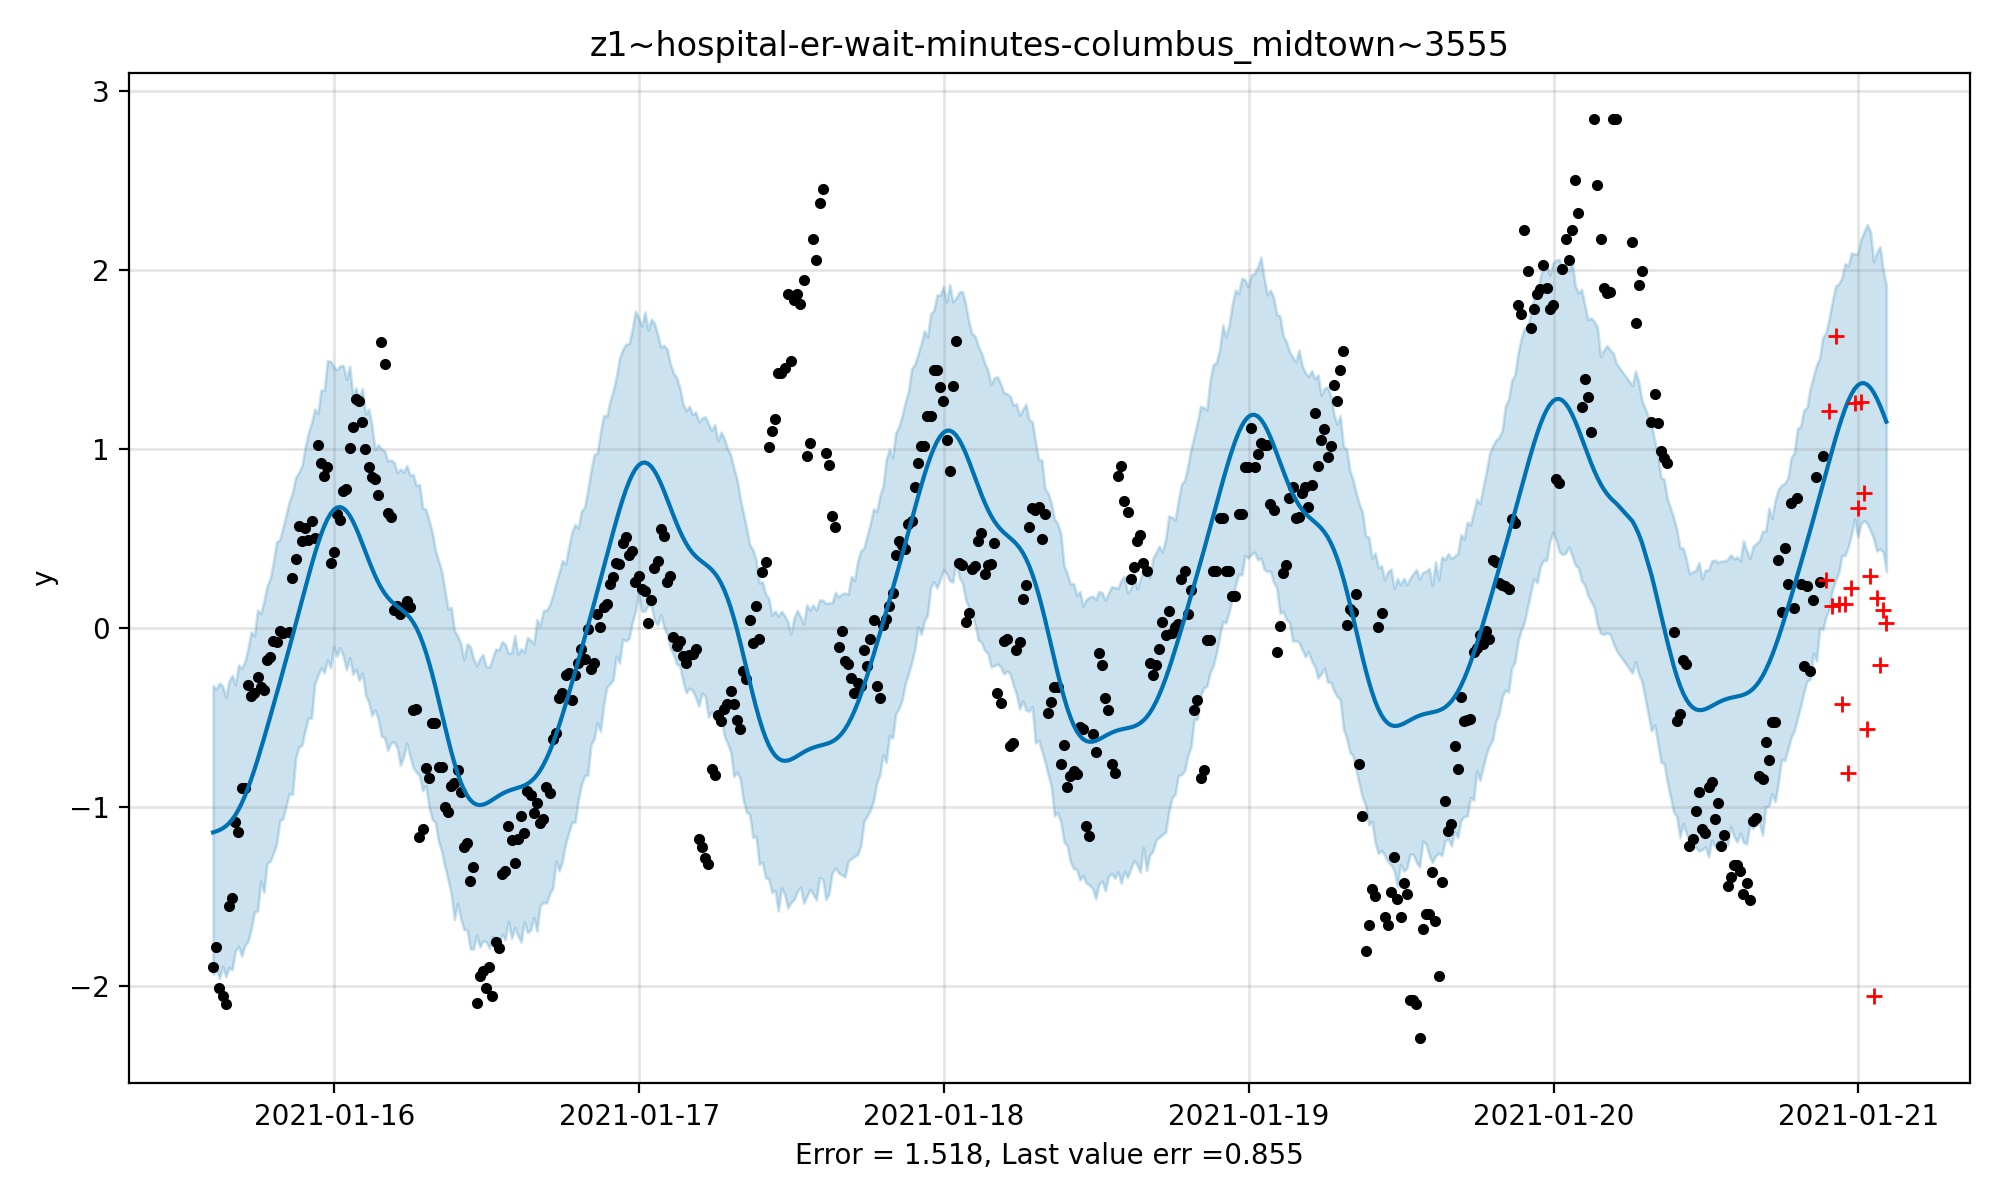 z1~hospital-er-wait-minutes-columbus_midtown~3555
3
2
1
0
−1
−2
y
2021-01-16 2021-01-17 2021-01-18 2021-01-19 2021-01-20 2021-01-21
Error = 1.518, Last value err =0.855